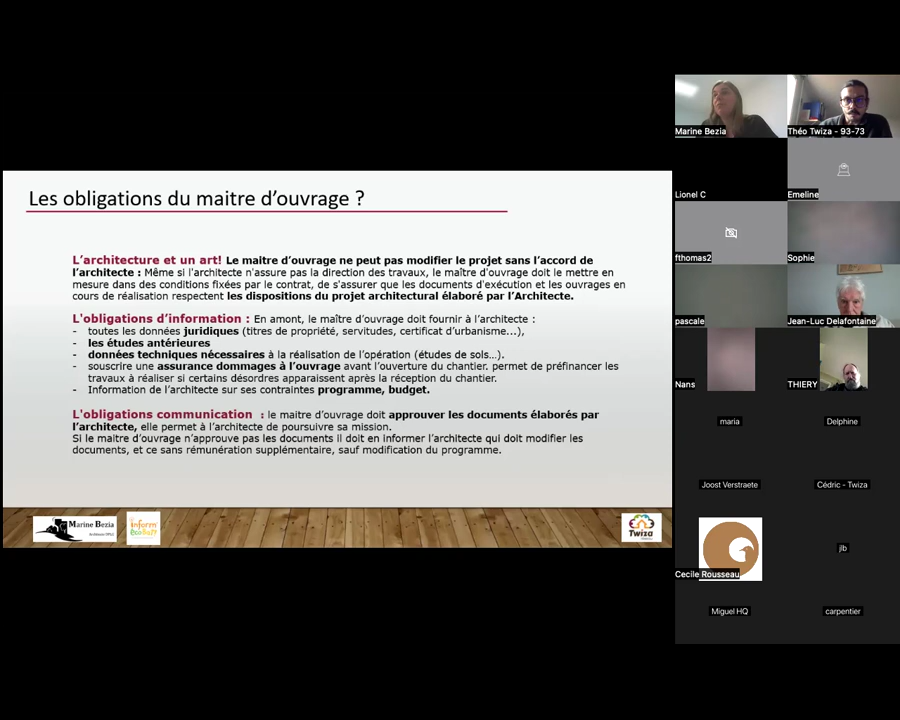 Les obligations du maitre d’ouvrage ?
L’architecture et un art! Le maitre d’ouvrage ne peut pas modifier le projet sans l’accord de
l’architecte : Même si l'architecte n'assure pas la direction des travaux, le maître d'ouvrage doit le mettre en
mesure dans des conditions fixées par le contrat, de s'assurer que les documents d'exécution et les ouvrages en
cours de réalisation respectent les dispositions du projet architectural élaboré par l’Architecte.
L'obligations d’information : En amont, le maître d’ouvrage doit fournir à l’architecte :
- toutes les données juridiques (titres de propriété, servitudes, certificat d’urbanisme...),
- les études antérieures
- données techniques nécessaires à la réalisation de l’opération (études de sols…).
- souscrire une assurance dommages à l’ouvrage avant l’ouverture du chantier. permet de préfinancer les
travaux à réaliser si certains désordres apparaissent après la réception du chantier.
- Information de l’architecte sur ses contraintes programme, budget.
L'obligations communication : le maitre d’ouvrage doit approuver les documents élaborés par
l’architecte, elle permet à l’architecte de poursuivre sa mission.
Si le maitre d’ouvrage n’approuve pas les documents il doit en informer l’architecte qui doit modifier les
documents, et ce sans rémunération supplémentaire, sauf modification du programme.
Marine Bezia
inform'
Twiza
Marine Bezia
Théo Twiza - 93-73
Lionel C
Emeline
fthomas2
Sophie
pascale
Jean-Luc Delafontaine
Nans
THIERY
maria
Delphine
Joost Verstraete
Cédric - Twiza
Cecile Rousseau
jlb
Miguel HQ
carpentier